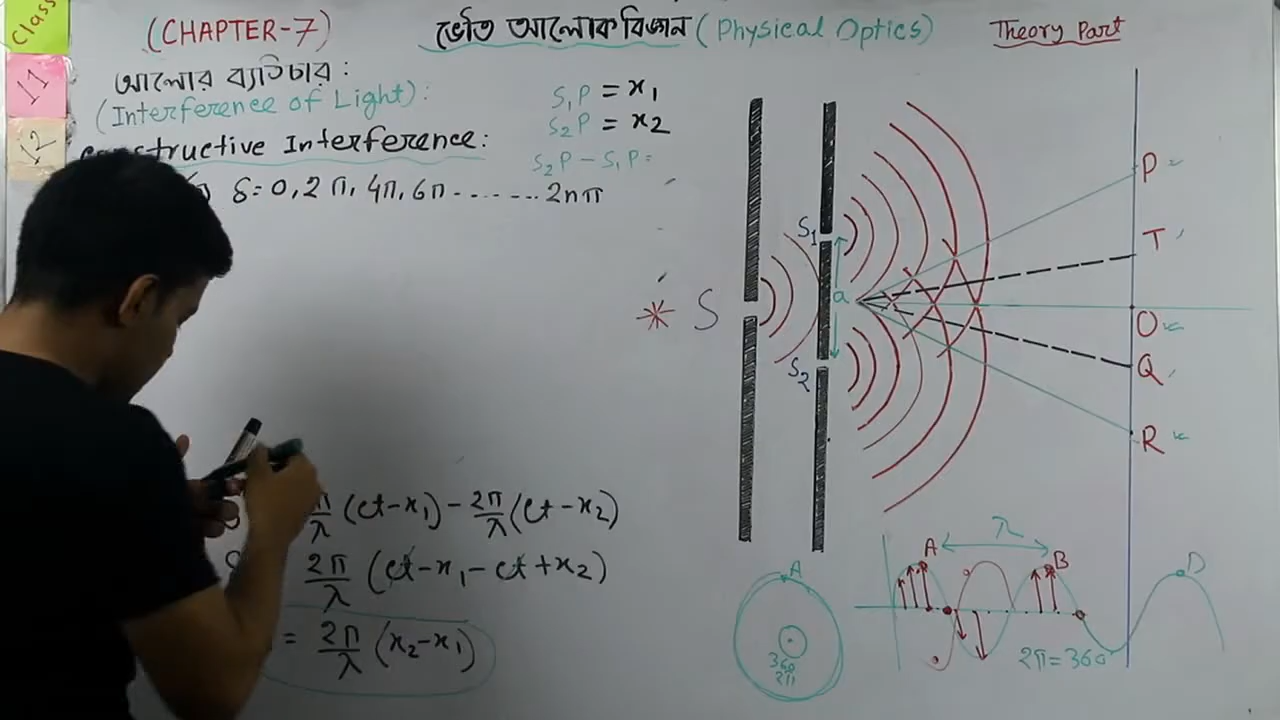 Class
11
12
(CHAPTER-7)
ভৌত আলোকবিজ্ঞান (Physical Optics)
Theory Part
আলোর ব্যতিচার:
(Interference of Light):
Constructive Interference:
δ=0, 2π, 4π, 6π ------- 2nπ
S₁P = x₁
S₂P = x₂
S₂P - S₁P =
(ct-x₁) - 2π/λ (ct-x₂)
2π/λ (ct-x₁-ct+x₂)
= 2π/λ (x₂-x₁)
S
S₁
S₂
a
P
T
O
Q
R
A
360
2π
A
λ
B
D
2π=360°